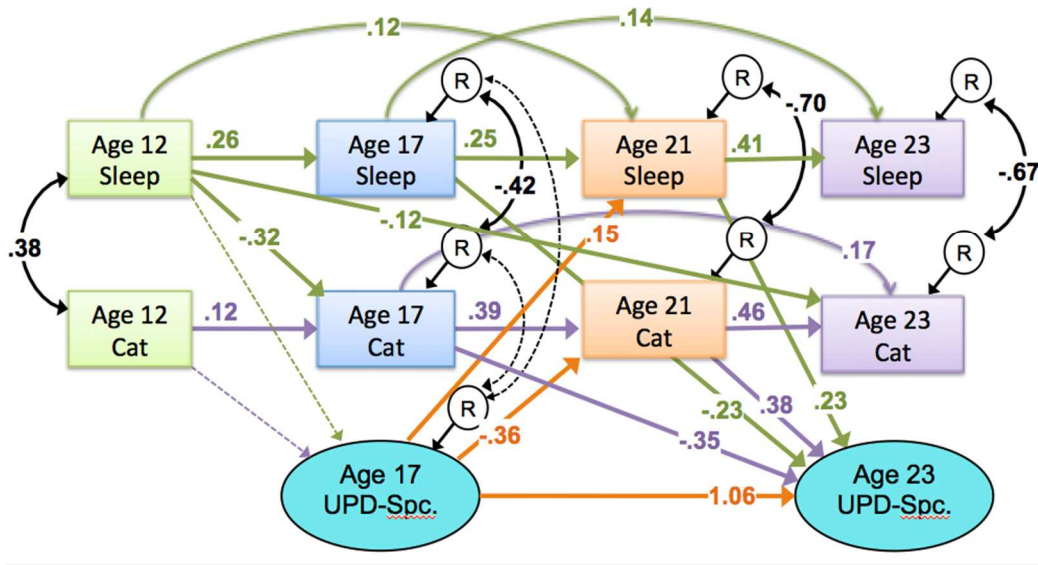 .12
.14
R
R
R
-.70
Age 12
Sleep
.26
Age 17
Sleep
.25
Age 21
Sleep
.41
Age 23
Sleep
-.42
-.67
.38
-.32
-.12
.15
R
R
.17
R
Age 12
Cat
.12
Age 17
Cat
.39
Age 21
Cat
.46
Age 23
Cat
R
-.36
-.35
-.23
.38
.23
Age 17
UPD-Spc.
1.06
Age 23
UPD-Spc.